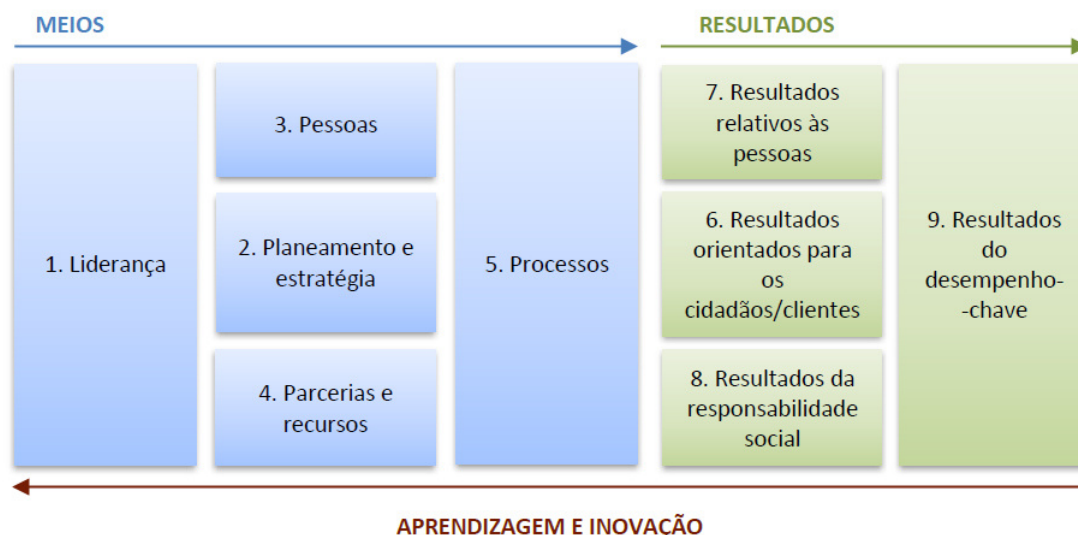 MEIOS
RESULTADOS
1. Liderança
3. Pessoas
2. Planeamento e
estratégia
4. Parcerias e
recursos
5. Processos
7. Resultados
relativos às
pessoas
6. Resultados
orientados para
os
cidadãos/clientes
8. Resultados da
responsabilidade
social
9. Resultados
do
desempenho-
-chave
APRENDIZAGEM E INOVAÇÃO